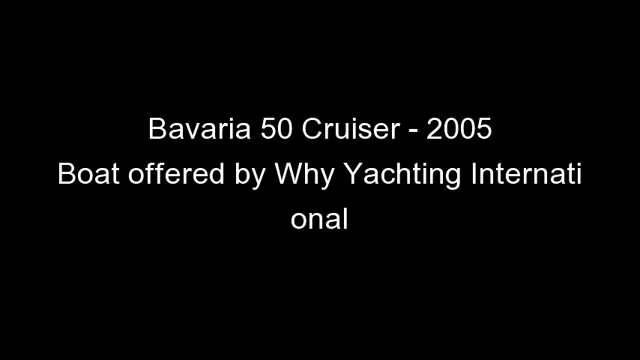 Bavaria 50 Cruiser - 2005
Boat offered by Why Yachting Internati
onal